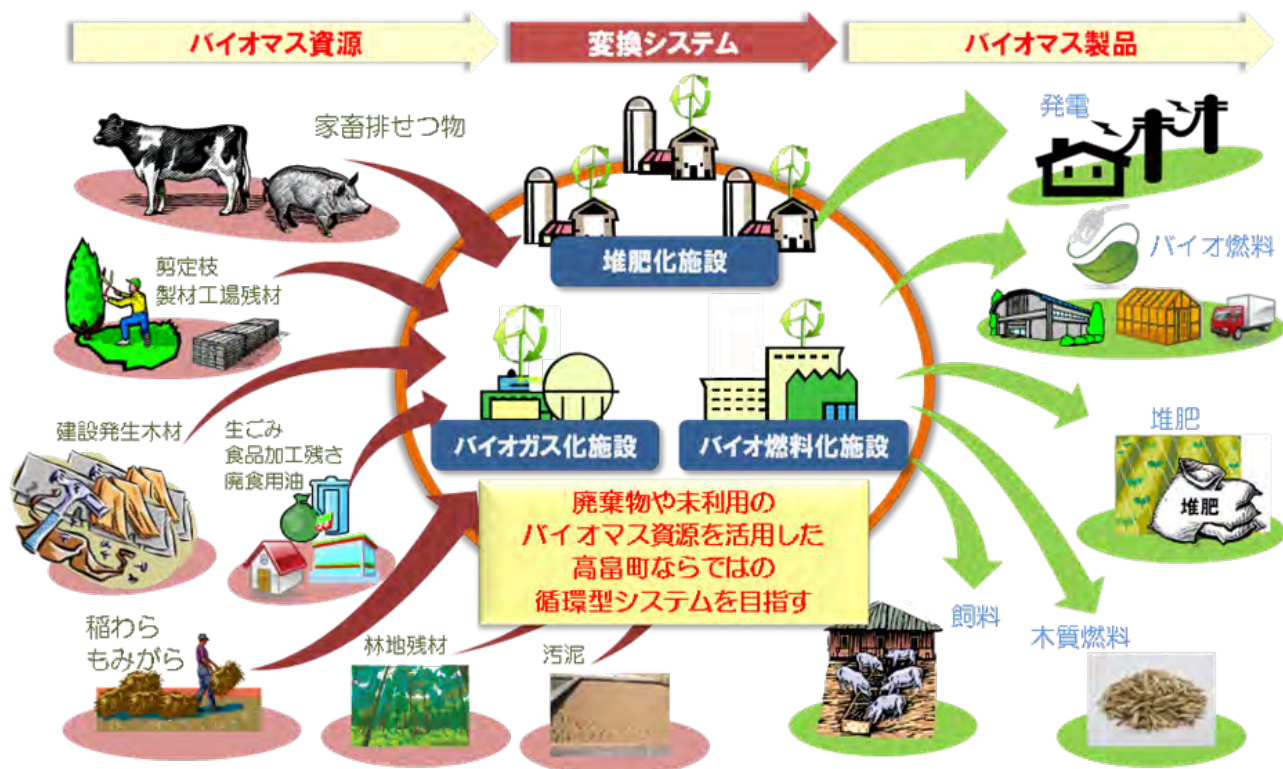 バイオマス資源
変換システム
バイオマス製品
家畜排せつ物
剪定枝
製材工場残材
建設発生木材
生ごみ
食品加工残さ
廃食用油
稲わら
もみがら
林地残材
汚泥
堆肥化施設
バイオガス化施設
バイオ燃料化施設
廃棄物や未利用の
バイオマス資源を活用した
高畠町ならではの
循環型システムを目指す
発電
バイオ燃料
堆肥
堆肥
飼料
木質燃料